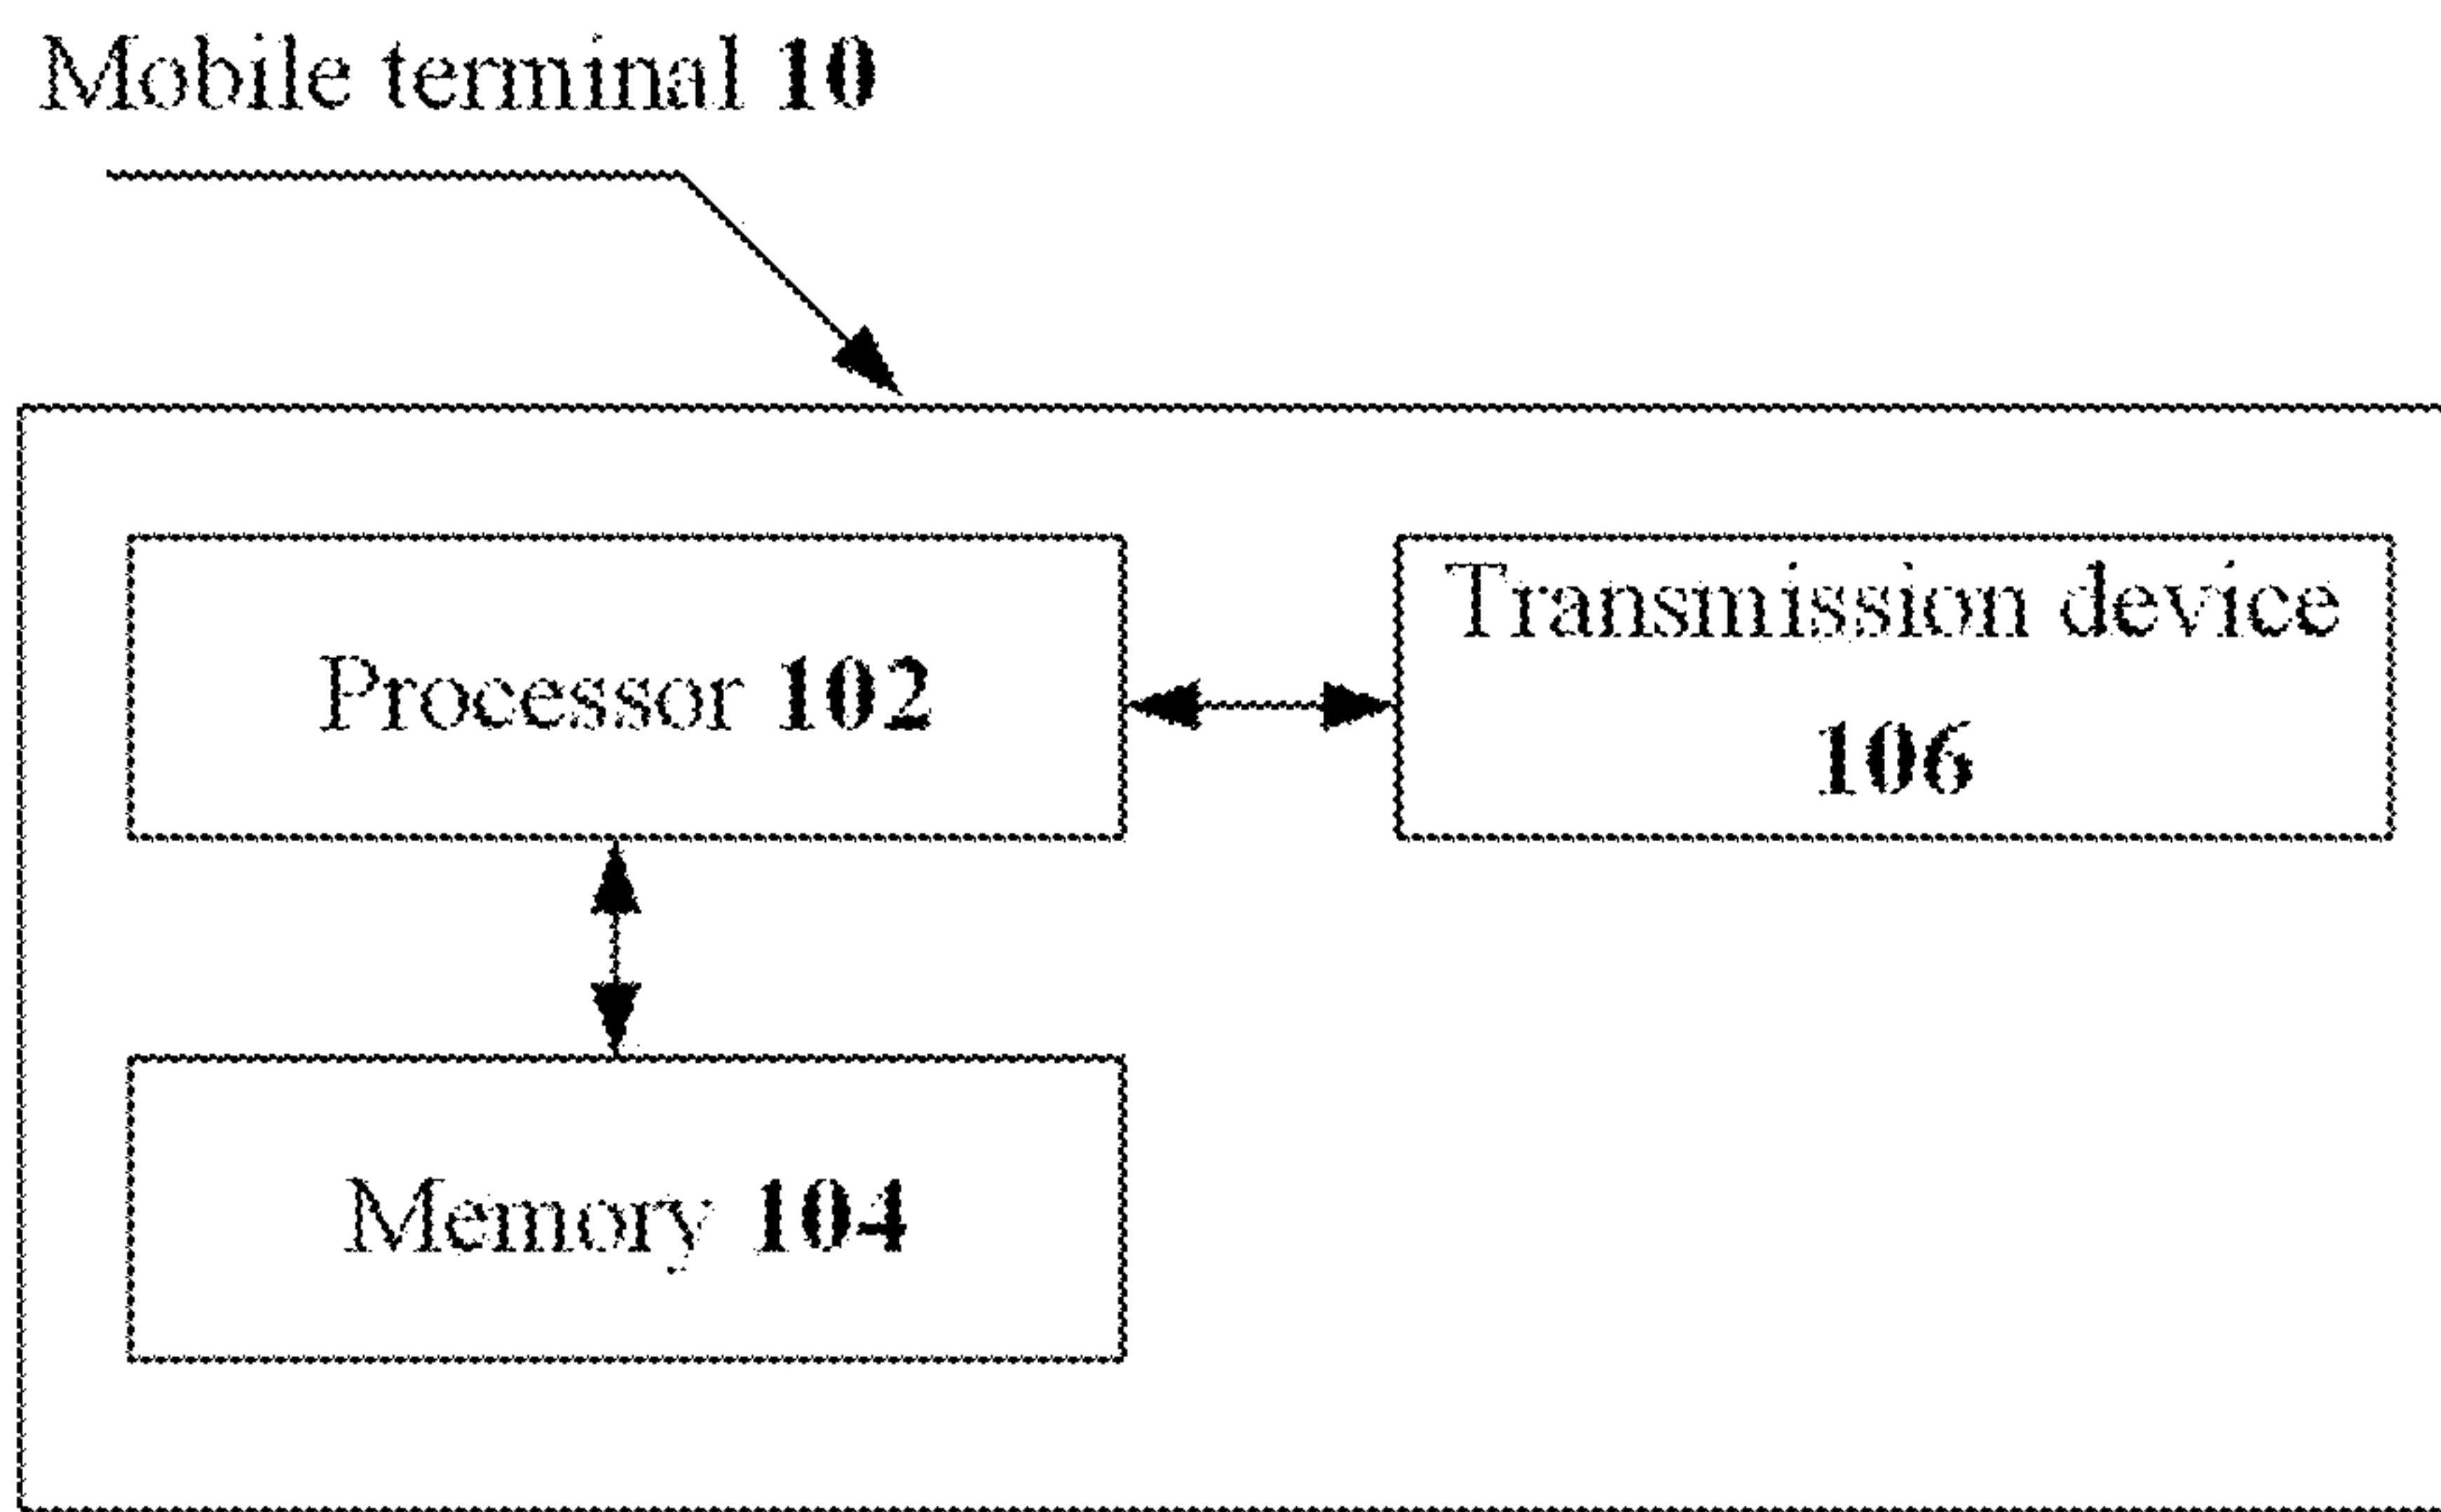 Mobile terminal 10
Processor 102
Transmission device
106
Memory 104